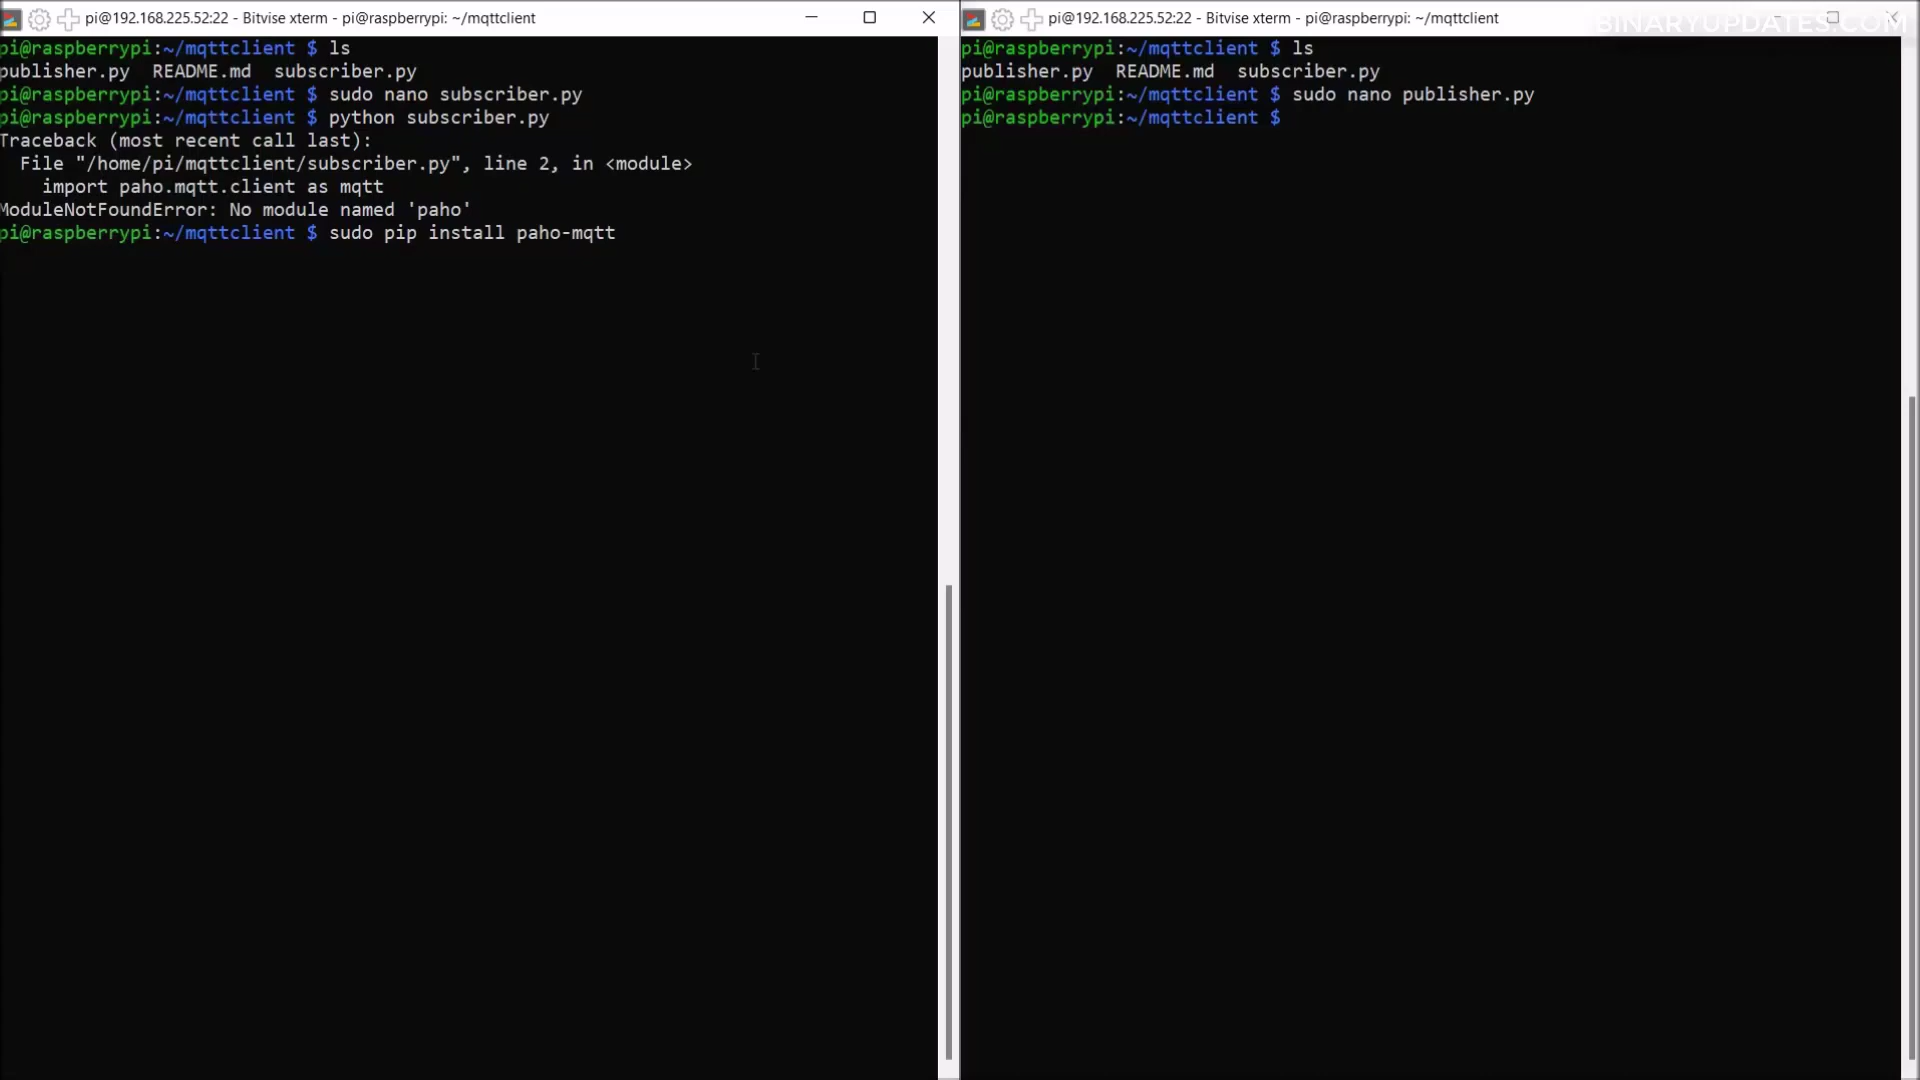 pi@192.168.225.52:22 - Bitvise xterm - pi@raspberrypi: ~/mqttclient
pi@raspberrypi:~/mqttclient $ ls
publisher.py  README.md  subscriber.py
pi@raspberrypi:~/mqttclient $ sudo nano subscriber.py
pi@raspberrypi:~/mqttclient $ python subscriber.py
Traceback (most recent call last):
  File "/home/pi/mqttclient/subscriber.py", line 2, in <module>
    import paho.mqtt.client as mqtt
ModuleNotFoundError: No module named 'paho'
pi@raspberrypi:~/mqttclient $ sudo pip install paho-mqtt
pi@192.168.225.52:22 - Bitvise xterm - pi@raspberrypi: ~/mqttclient
BINARYUPDATES.COM
pi@raspberrypi:~/mqttclient $ ls
publisher.py  README.md  subscriber.py
pi@raspberrypi:~/mqttclient $ sudo nano publisher.py
pi@raspberrypi:~/mqttclient $